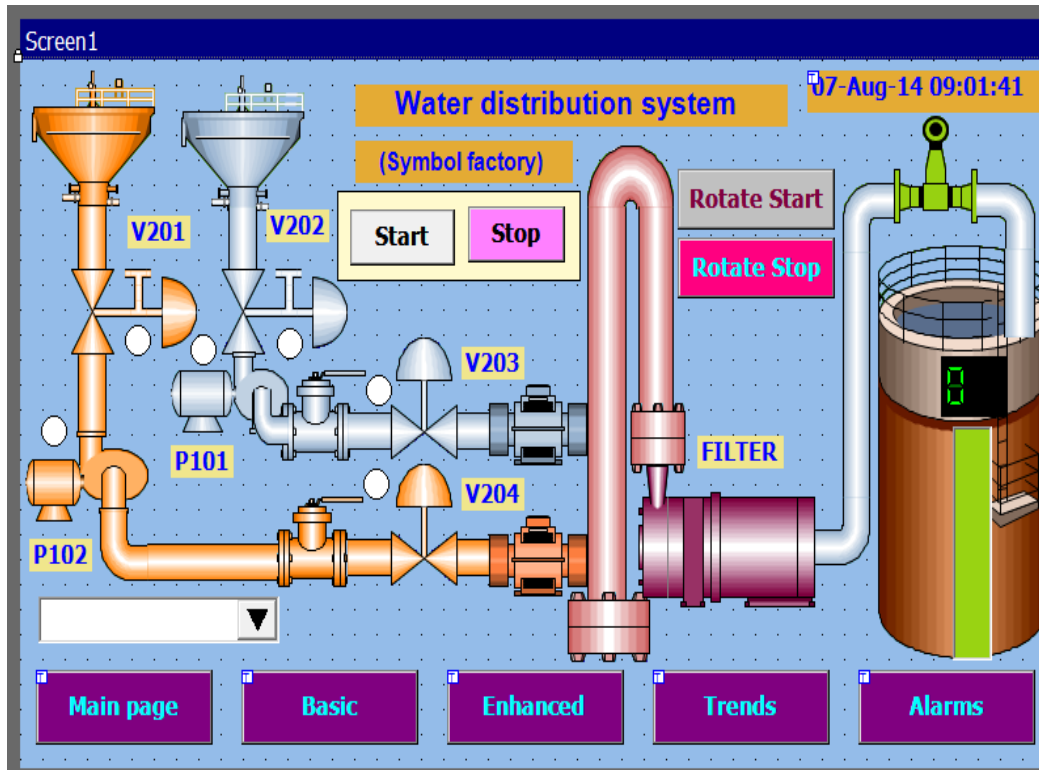 Screen1
07-Aug-14 09:01:41
Water distribution system
(Symbol factory)
V201
V202
Start
Stop
Rotate Start
Rotate Stop
V203
0
P101
FILTER
V204
P102
Main page
Basic
Enhanced
Trends
Alarms